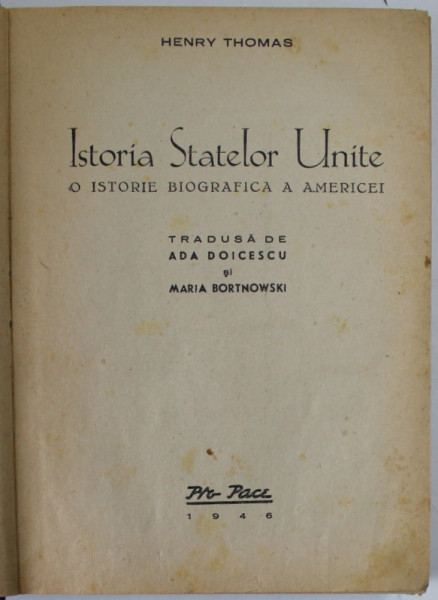 HENRY THOMAS
Istoria Statelor Unite
O ISTORIE BIOGRAFICA A AMERICEI
TRADUSĂ DE
ADA DOICESCU
și
MARIA BORTNOWSKI
Pro Pace
1946